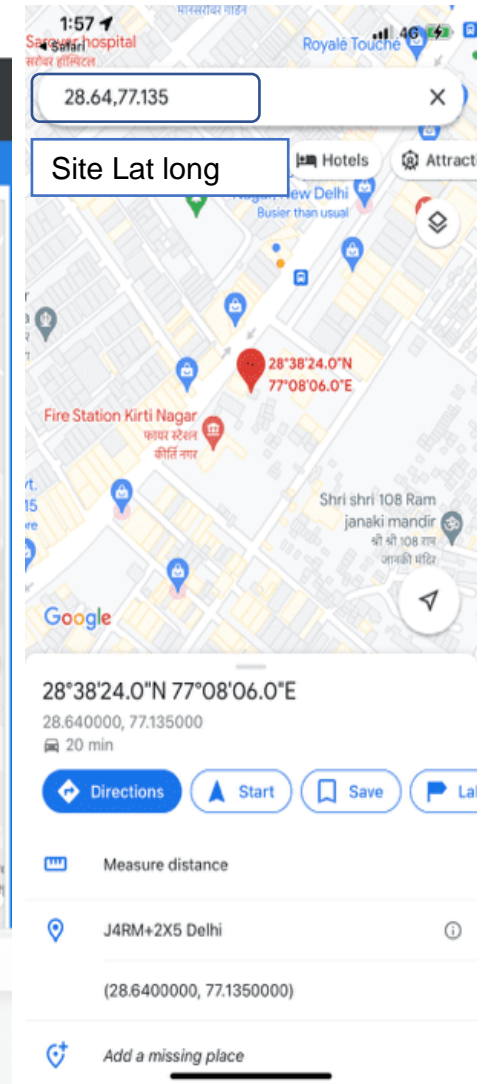 मानसरोवर गार्डन
1:57
Safari
4G
hospital
सरोवर हॉस्पिटल
Royale Touche
28.64,77.135
Site Lat long
Hotels
Attracti
New Delhi
Busier than usual
28°38'24.0"N
77°08'06.0"E
Fire Station Kirti Nagar
फायर स्टेशन
कीर्ति नगर
vt.
15
Shri shri 108 Ram
janaki mandir
श्री श्री 108 राम
जानकी मंदिर
Google
28°38'24.0"N 77°08'06.0"E
28.640000, 77.135000
20 min
Directions
Start
Save
Lal
Measure distance
J4RM+2X5 Delhi
(28.6400000, 77.1350000)
Add a missing place